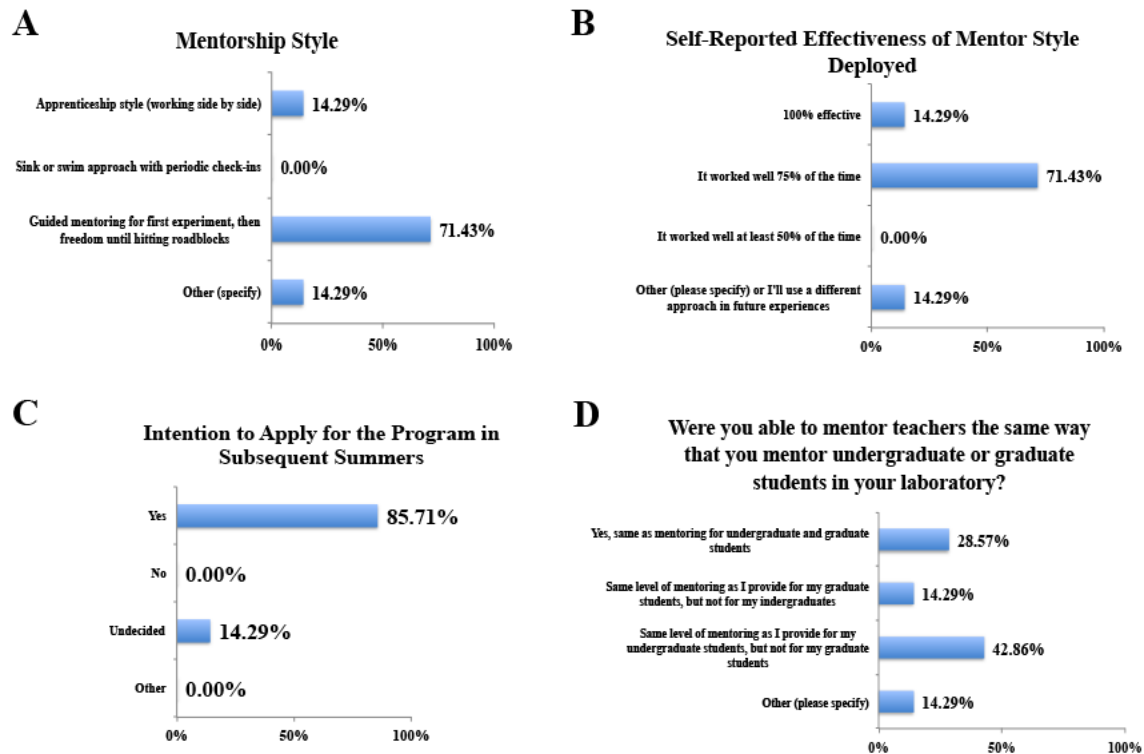 A
Mentorship Style
Apprenticeship style (working side by side)
14.29%
Sink or swim approach with periodic check-ins
0.00%
Guided mentoring for first experiment, then
freedom until hitting roadblocks
71.43%
Other (specify)
14.29%
0%
50%
100%
B
Self-Reported Effectiveness of Mentor Style
Deployed
100% effective
14.29%
It worked well 75% of the time
71.43%
It worked well at least 50% of the time
0.00%
Other (please specify) or I'll use a different
approach in future experiences
14.29%
0%
50%
100%
C
Intention to Apply for the Program in
Subsequent Summers
Yes
85.71%
No
0.00%
Undecided
14.29%
Other
0.00%
0%
50%
100%
D
Were you able to mentor teachers the same way
that you mentor undergraduate or graduate
students in your laboratory?
Yes, same as mentoring for undergraduate and graduate
students
28.57%
Same level of mentoring as I provide for my graduate
students, but not for my indergraduates
14.29%
Same level of mentoring as I provide for my
undergraduate students, but not for my graduate
students
42.86%
Other (please specify)
14.29%
0%
50%
100%